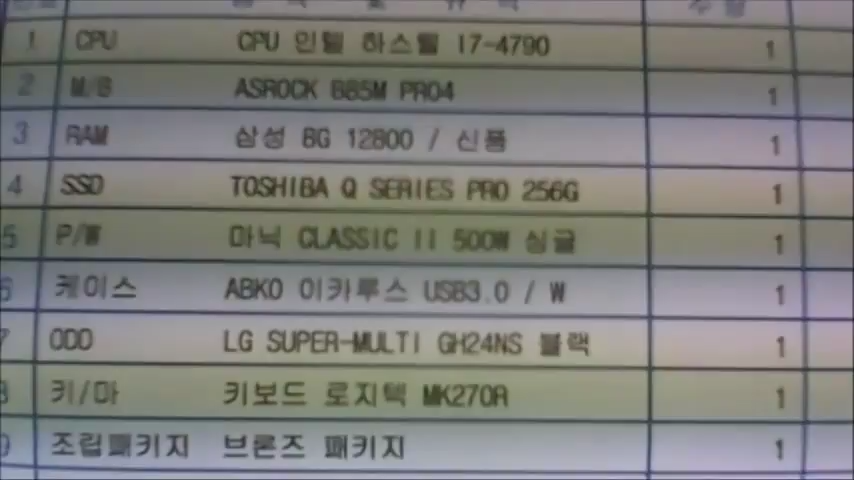 1 CPU CPU 인텔 하스웰 I7-4790 1
2 M/B ASROCK B85M PRO4 1
3 RAM 삼성 8G 12800 / 신품 1
4 SSD TOSHIBA Q SERIES PRO 256G 1
5 P/W 마닉 CLASSIC II 500W 싱글 1
6 케이스 ABKO 이카루스 USB3.0 / W 1
7 ODD LG SUPER-MULTI GH24NS 블랙 1
8 키/마 키보드 로지텍 MK270R 1
9 조립패키지 브론즈 패키지 1